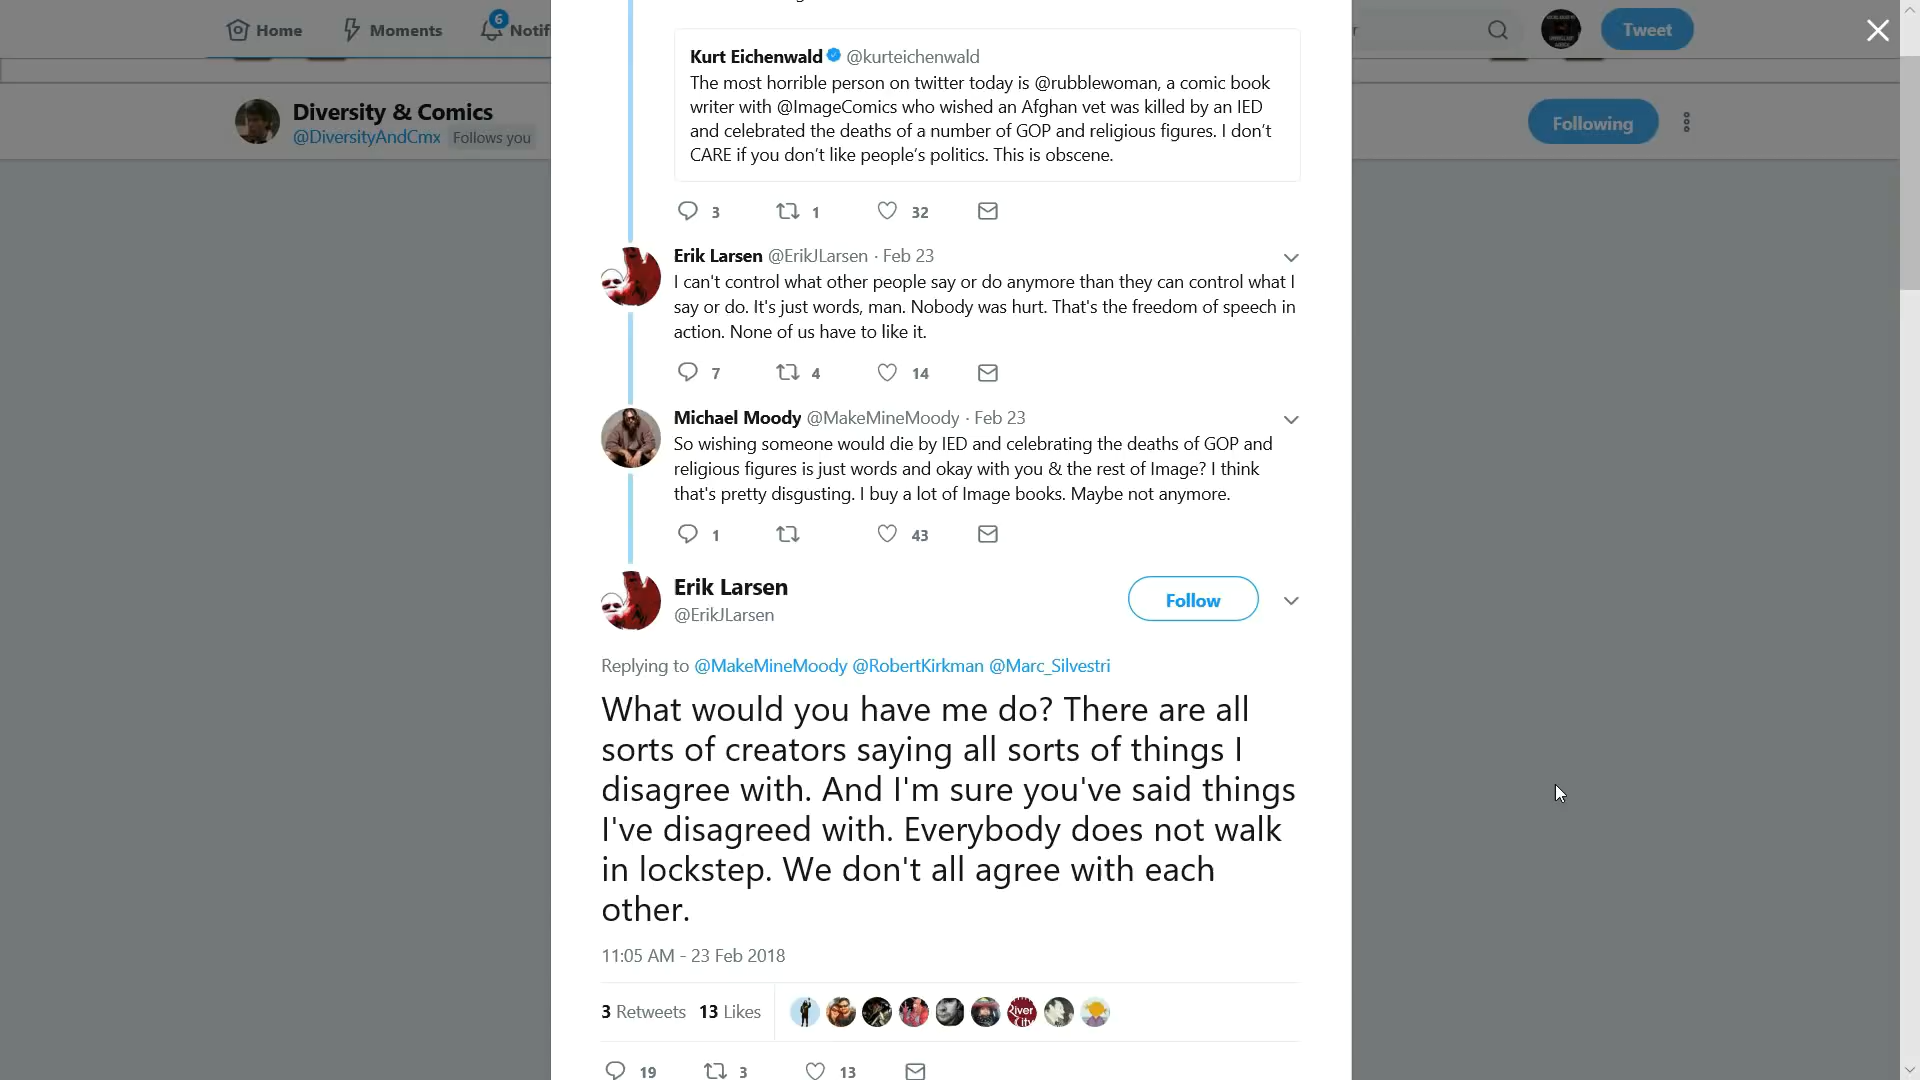 Home
Moments
6
Notif
Tweet
Diversity & Comics
@DiversityAndCmx Follows you
Following
Kurt Eichenwald @kurteichenwald
The most horrible person on twitter today is @rubblewoman, a comic book
writer with @ImageComics who wished an Afghan vet was killed by an IED
and celebrated the deaths of a number of GOP and religious figures. I don’t
CARE if you don’t like people’s politics. This is obscene.
3 1 32
Erik Larsen @ErikJLarsen · Feb 23
I can't control what other people say or do anymore than they can control what I
say or do. It's just words, man. Nobody was hurt. That's the freedom of speech in
action. None of us have to like it.
7 4 14
Michael Moody @MakeMineMoody · Feb 23
So wishing someone would die by IED and celebrating the deaths of GOP and
religious figures is just words and okay with you & the rest of Image? I think
that's pretty disgusting. I buy a lot of Image books. Maybe not anymore.
1 43
Erik Larsen
@ErikJLarsen
Follow
Replying to @MakeMineMoody @RobertKirkman @Marc_Silvestri
What would you have me do? There are all
sorts of creators saying all sorts of things I
disagree with. And I'm sure you've said things
I've disagreed with. Everybody does not walk
in lockstep. We don't all agree with each
other.
11:05 AM - 23 Feb 2018
3 Retweets 13 Likes
River
City
19 3 13